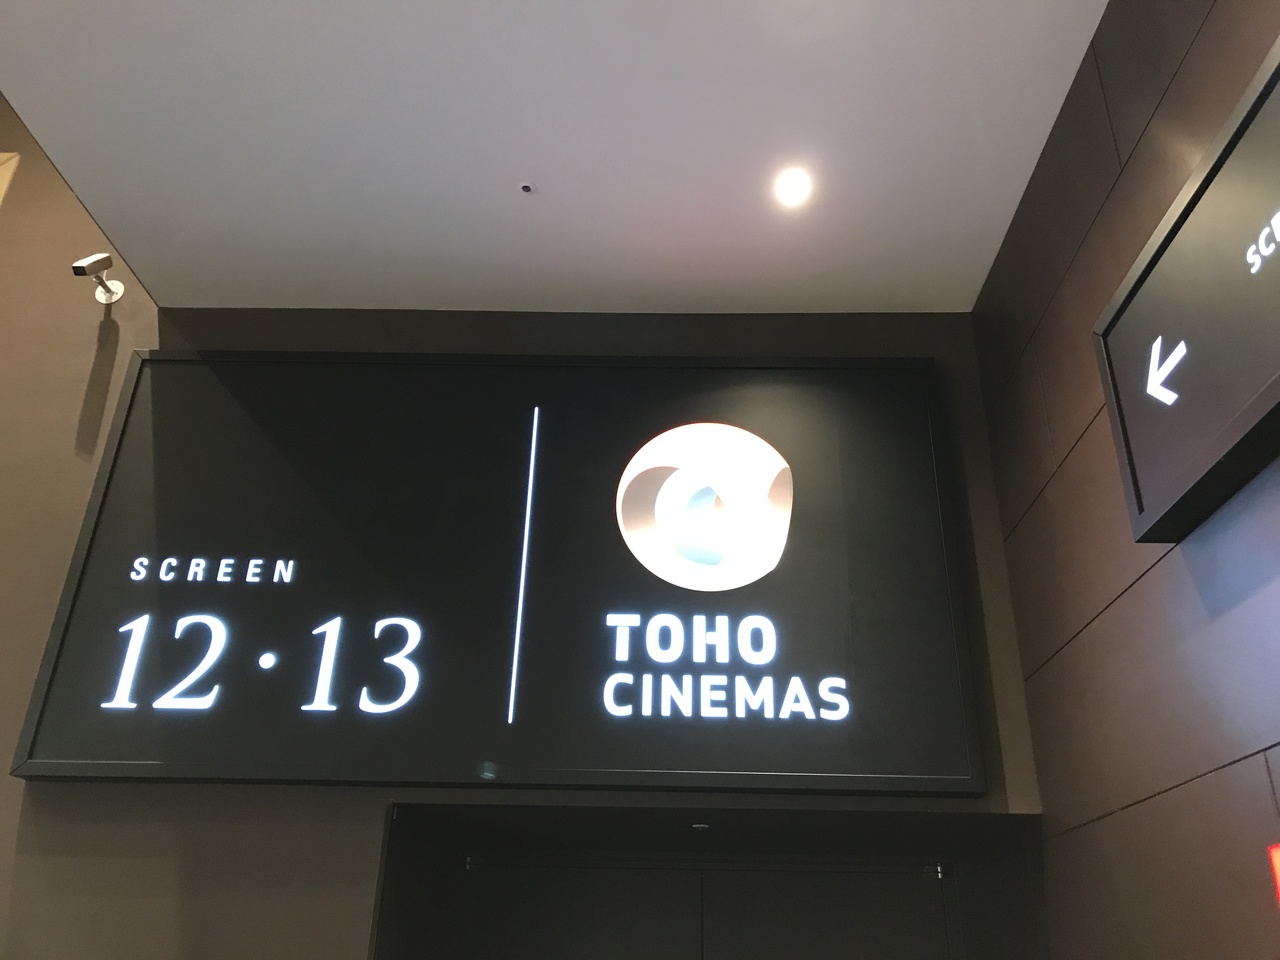 SCREEN
12・13
TOHO
CINEMAS